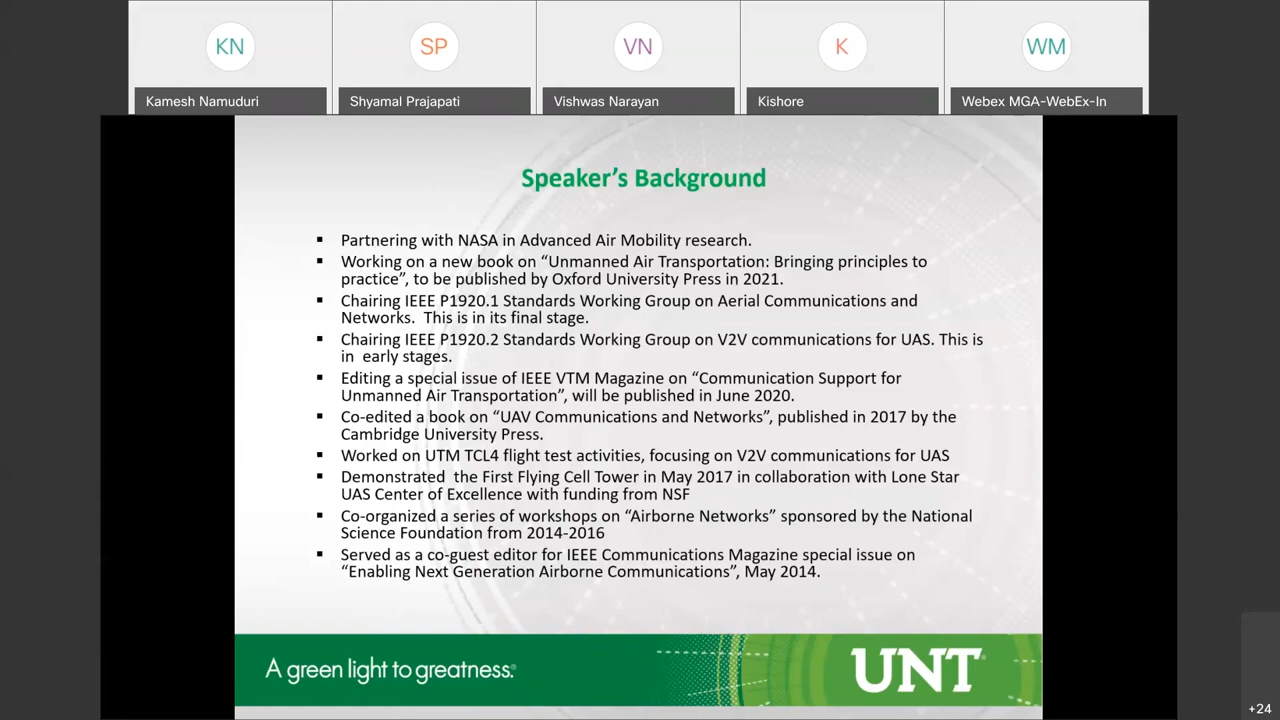 KN
SP
VN
K
WM
Kamesh Namuduri
Shyamal Prajapati
Vishwas Narayan
Kishore
Webex MGA-WebEx-In
Speaker's Background
▪ Partnering with NASA in Advanced Air Mobility research.
▪ Working on a new book on “Unmanned Air Transportation: Bringing principles to
practice”, to be published by Oxford University Press in 2021.
▪ Chairing IEEE P1920.1 Standards Working Group on Aerial Communications and
Networks.  This is in its final stage.
▪ Chairing IEEE P1920.2 Standards Working Group on V2V communications for UAS. This is
in  early stages.
▪ Editing a special issue of IEEE VTM Magazine on “Communication Support for
Unmanned Air Transportation”, will be published in June 2020.
▪ Co-edited a book on “UAV Communications and Networks”, published in 2017 by the
Cambridge University Press.
▪ Worked on UTM TCL4 flight test activities, focusing on V2V communications for UAS
▪ Demonstrated  the First Flying Cell Tower in May 2017 in collaboration with Lone Star
UAS Center of Excellence with funding from NSF
▪ Co-organized a series of workshops on “Airborne Networks” sponsored by the National
Science Foundation from 2014-2016
▪ Served as a co-guest editor for IEEE Communications Magazine special issue on
“Enabling Next Generation Airborne Communications”, May 2014.
A green light to greatness.®
UNT®
+24